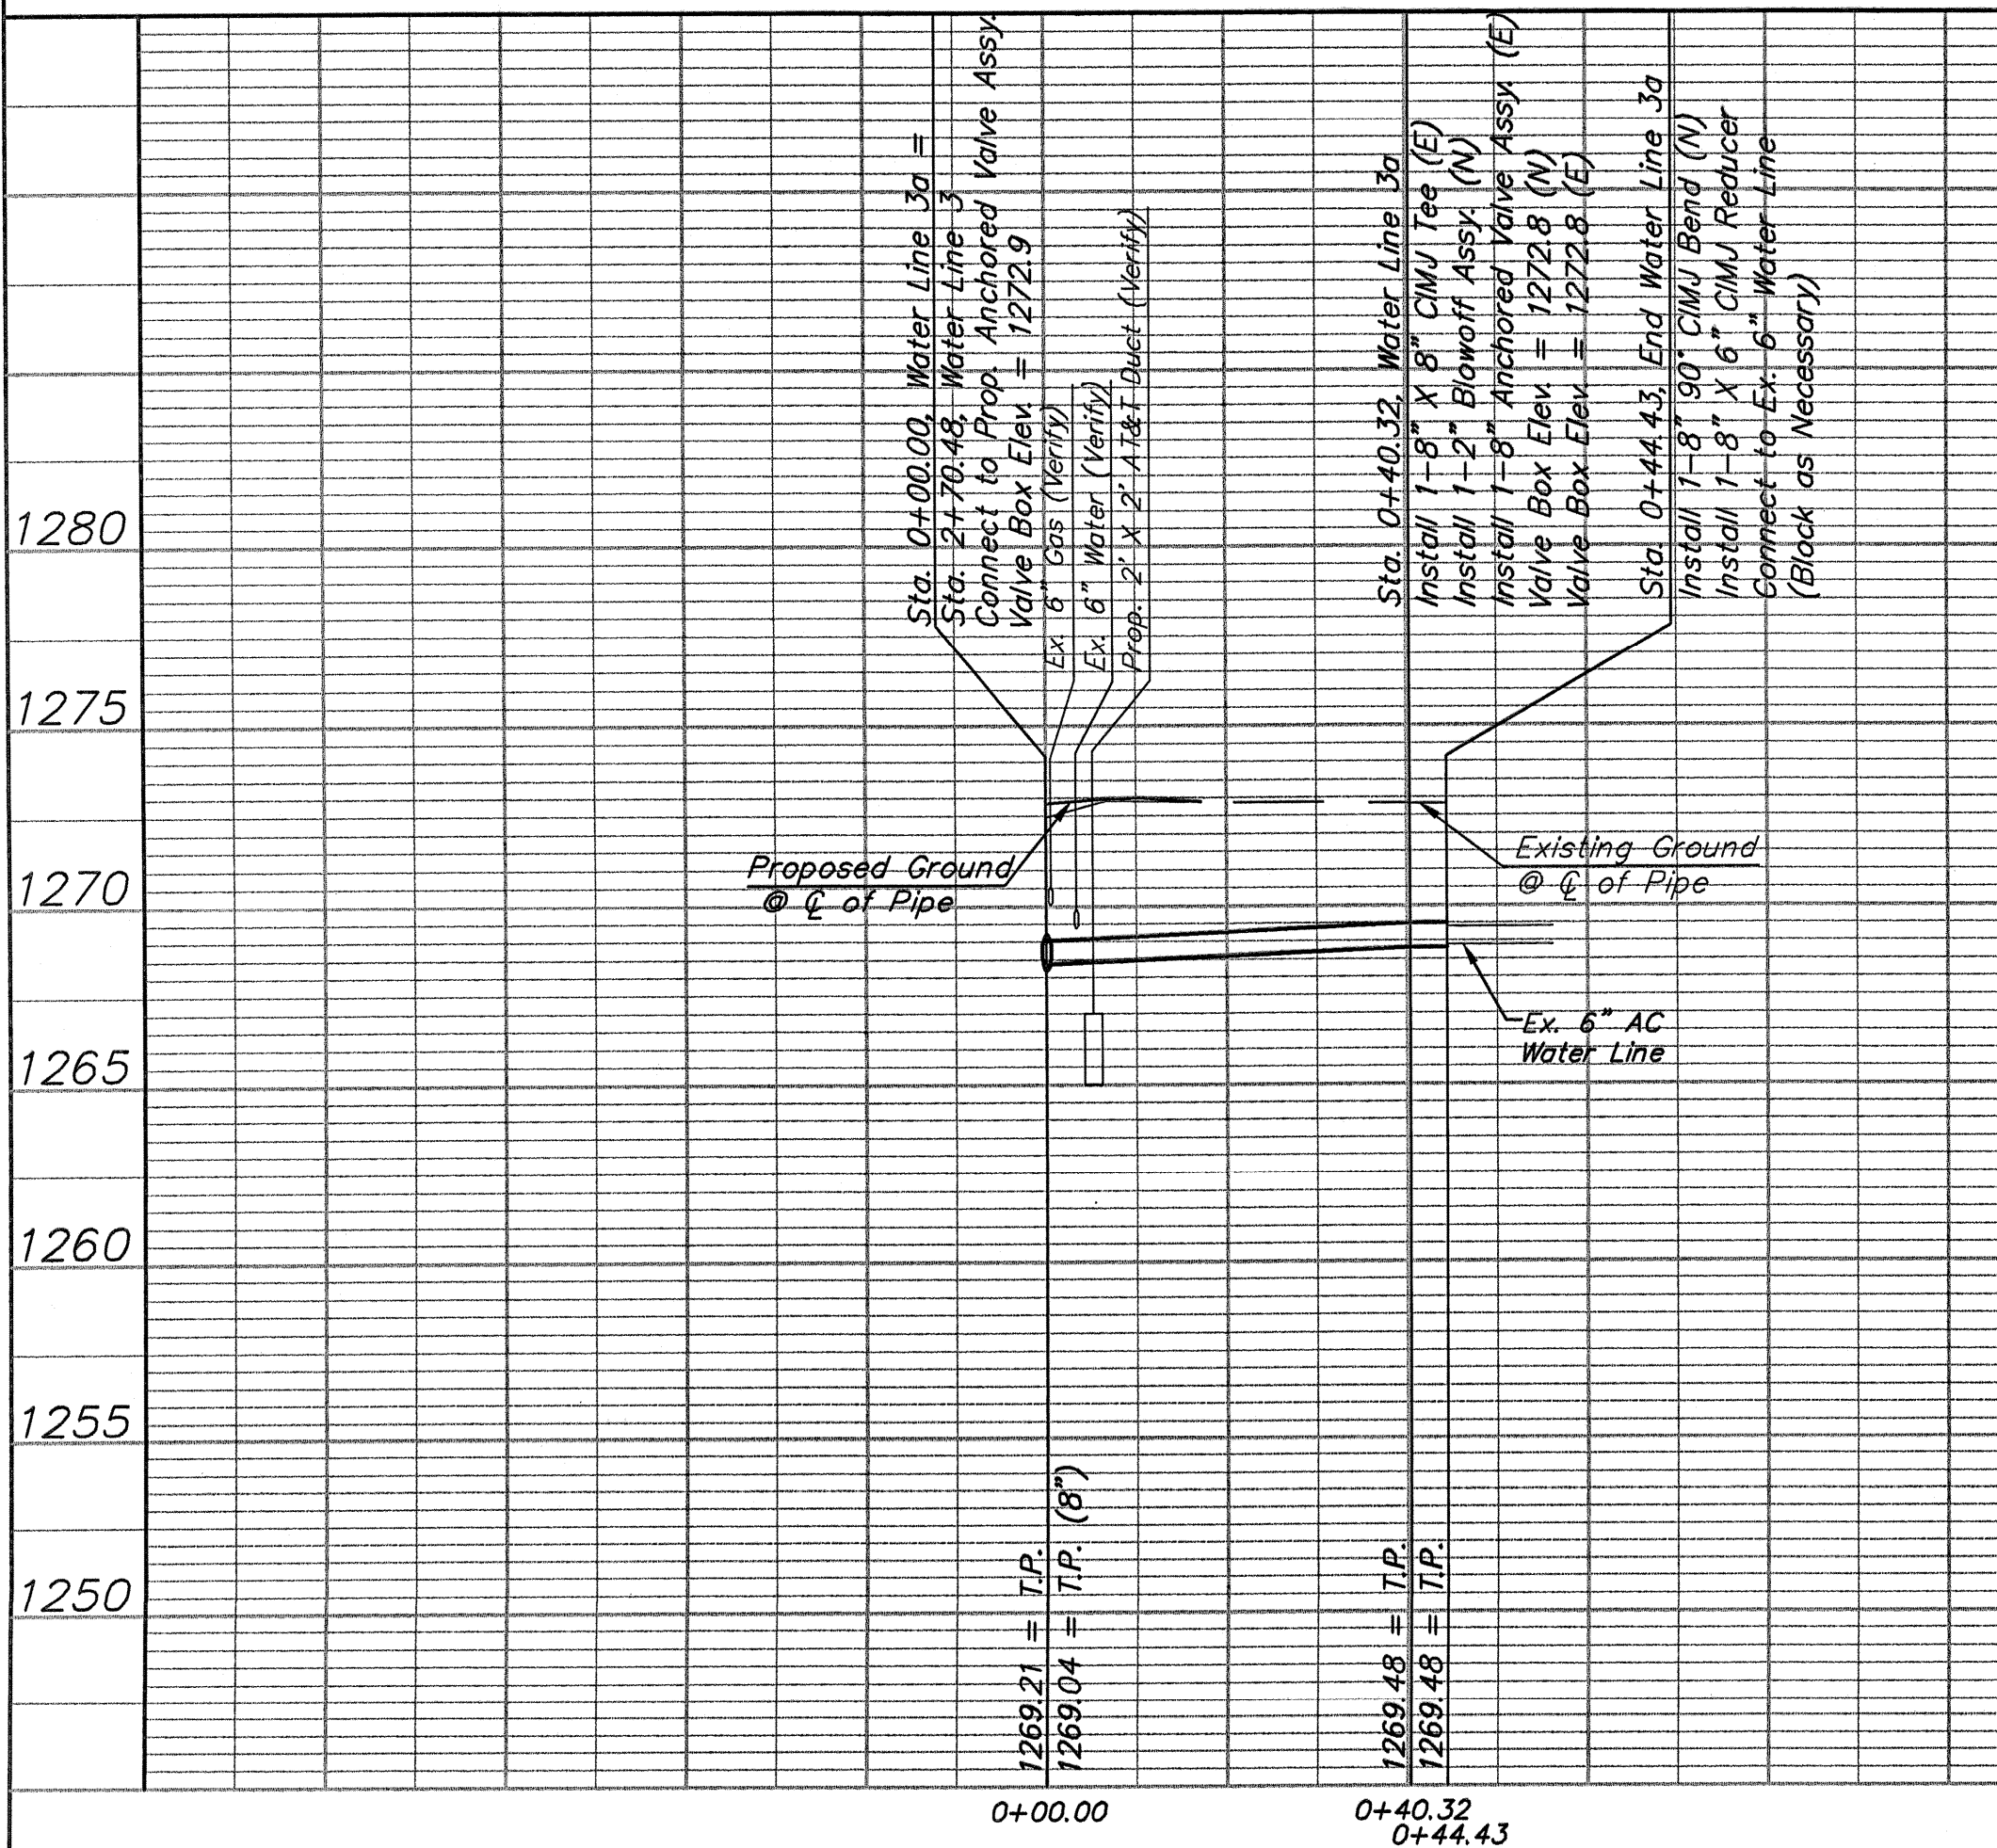 Sta. 0+00.00, Water Line 3a =
Sta. 2+70.48, Water Line 3
Connect to Prop. Anchored Valve Assy.
Valve Box Elev. = 1272.9
Ex. 6" Gas (Verify)
Ex. 6" Water (Verify)
Prop. 2' X 2' AT&T Duct (Verify)
Sta. 0+40.32, Water Line 3a
Install 1-8" X 8" CIMJ Tee (E)
Install 1-2" Blowoff Assy. (N)
Install 1-8" Anchored Valve Assy. (E)
Valve Box Elev. = 1272.8 (N)
Valve Box Elev. = 1272.8 (E)
Sta. 0+44.43, End Water Line 3a
Install 1-8" 90° CIMJ Bend (N)
Install 1-8" X 6" CIMJ Reducer
Connect to Ex. 6" Water Line
(Block as Necessary)
1280
1275
1270
1265
1260
1255
1250
Proposed Ground
@ ℄ of Pipe
Existing Ground
@ ℄ of Pipe
Ex. 6" AC
Water Line
1269.21 = T.P.
1269.04 = T.P. (8")
1269.48 = T.P.
1269.48 = T.P.
0+00.00
0+40.32
0+44.43